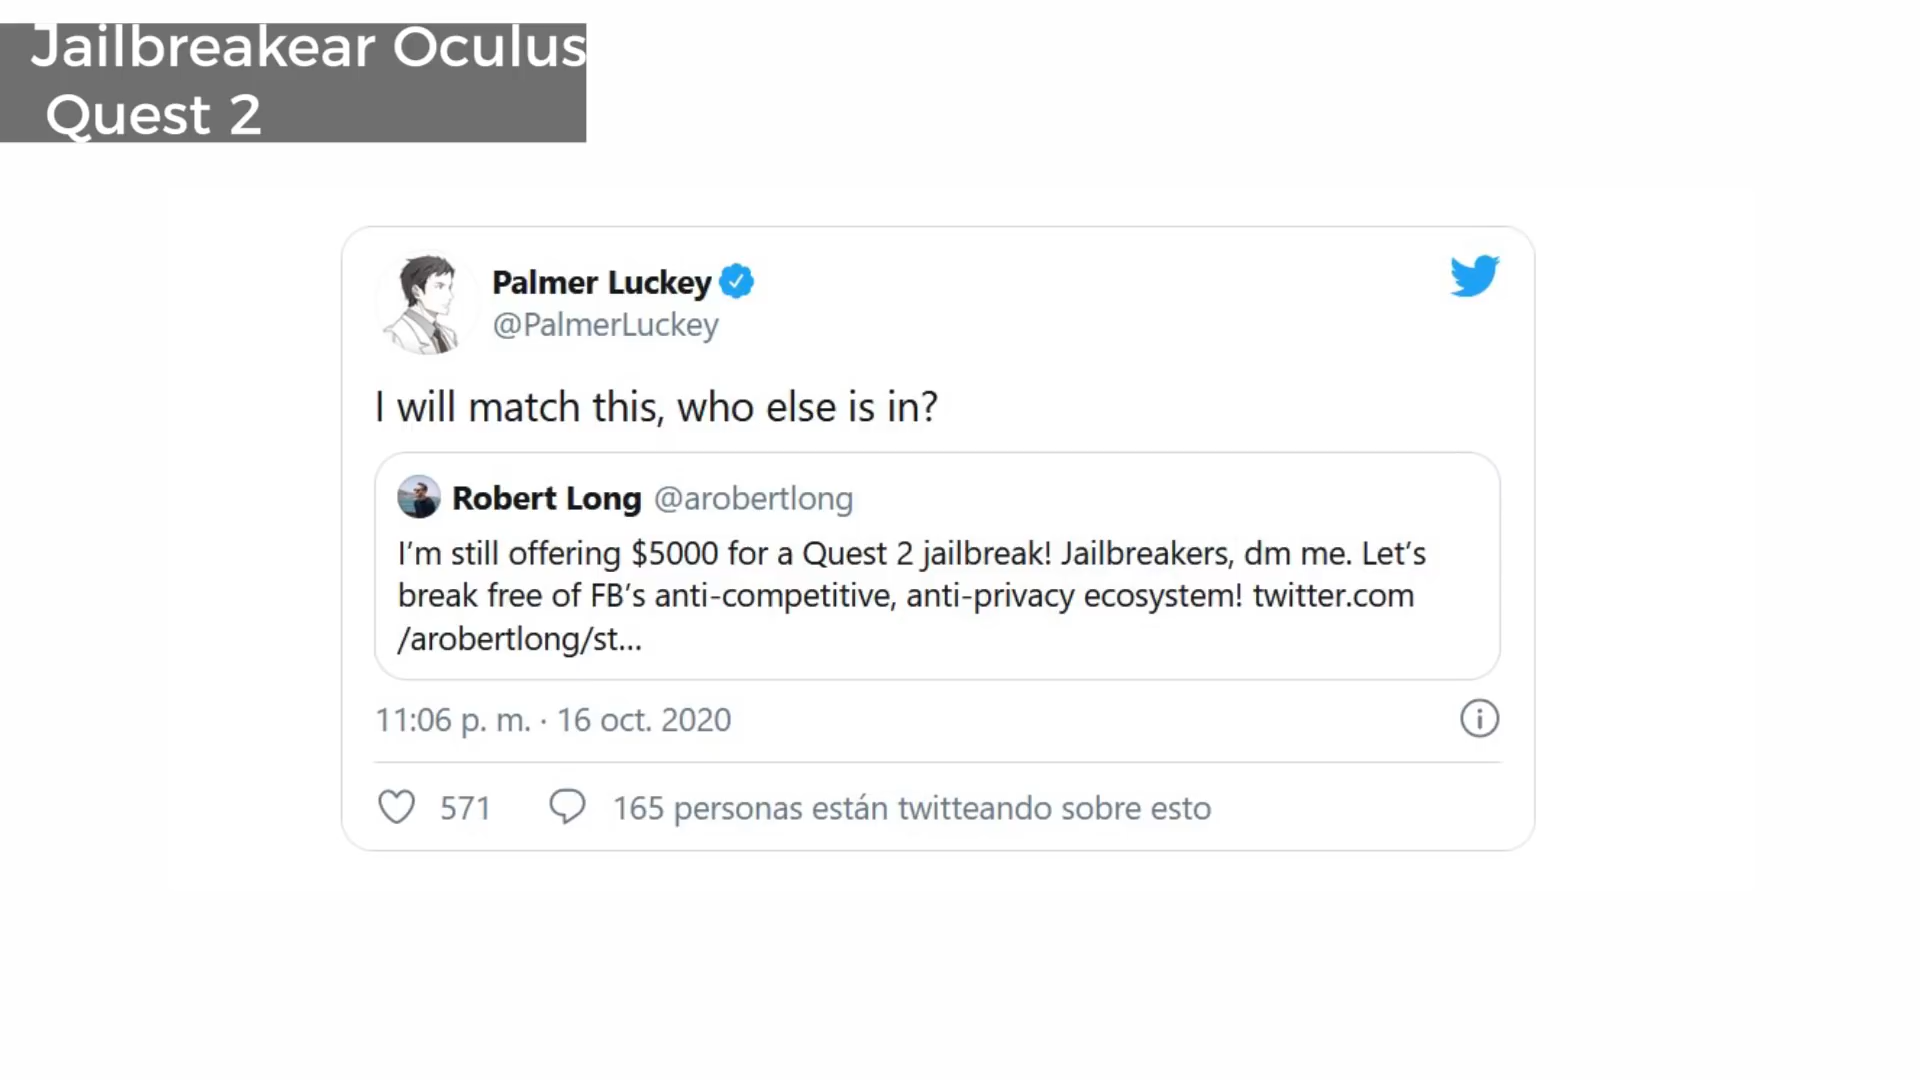 Jailbreakear Oculus
Quest 2
Palmer Luckey
@PalmerLuckey
I will match this, who else is in?
Robert Long @arobertlong
I’m still offering $5000 for a Quest 2 jailbreak! Jailbreakers, dm me. Let’s
break free of FB’s anti-competitive, anti-privacy ecosystem! twitter.com
/arobertlong/st...
11:06 p. m. · 16 oct. 2020
571 165 personas están twitteando sobre esto